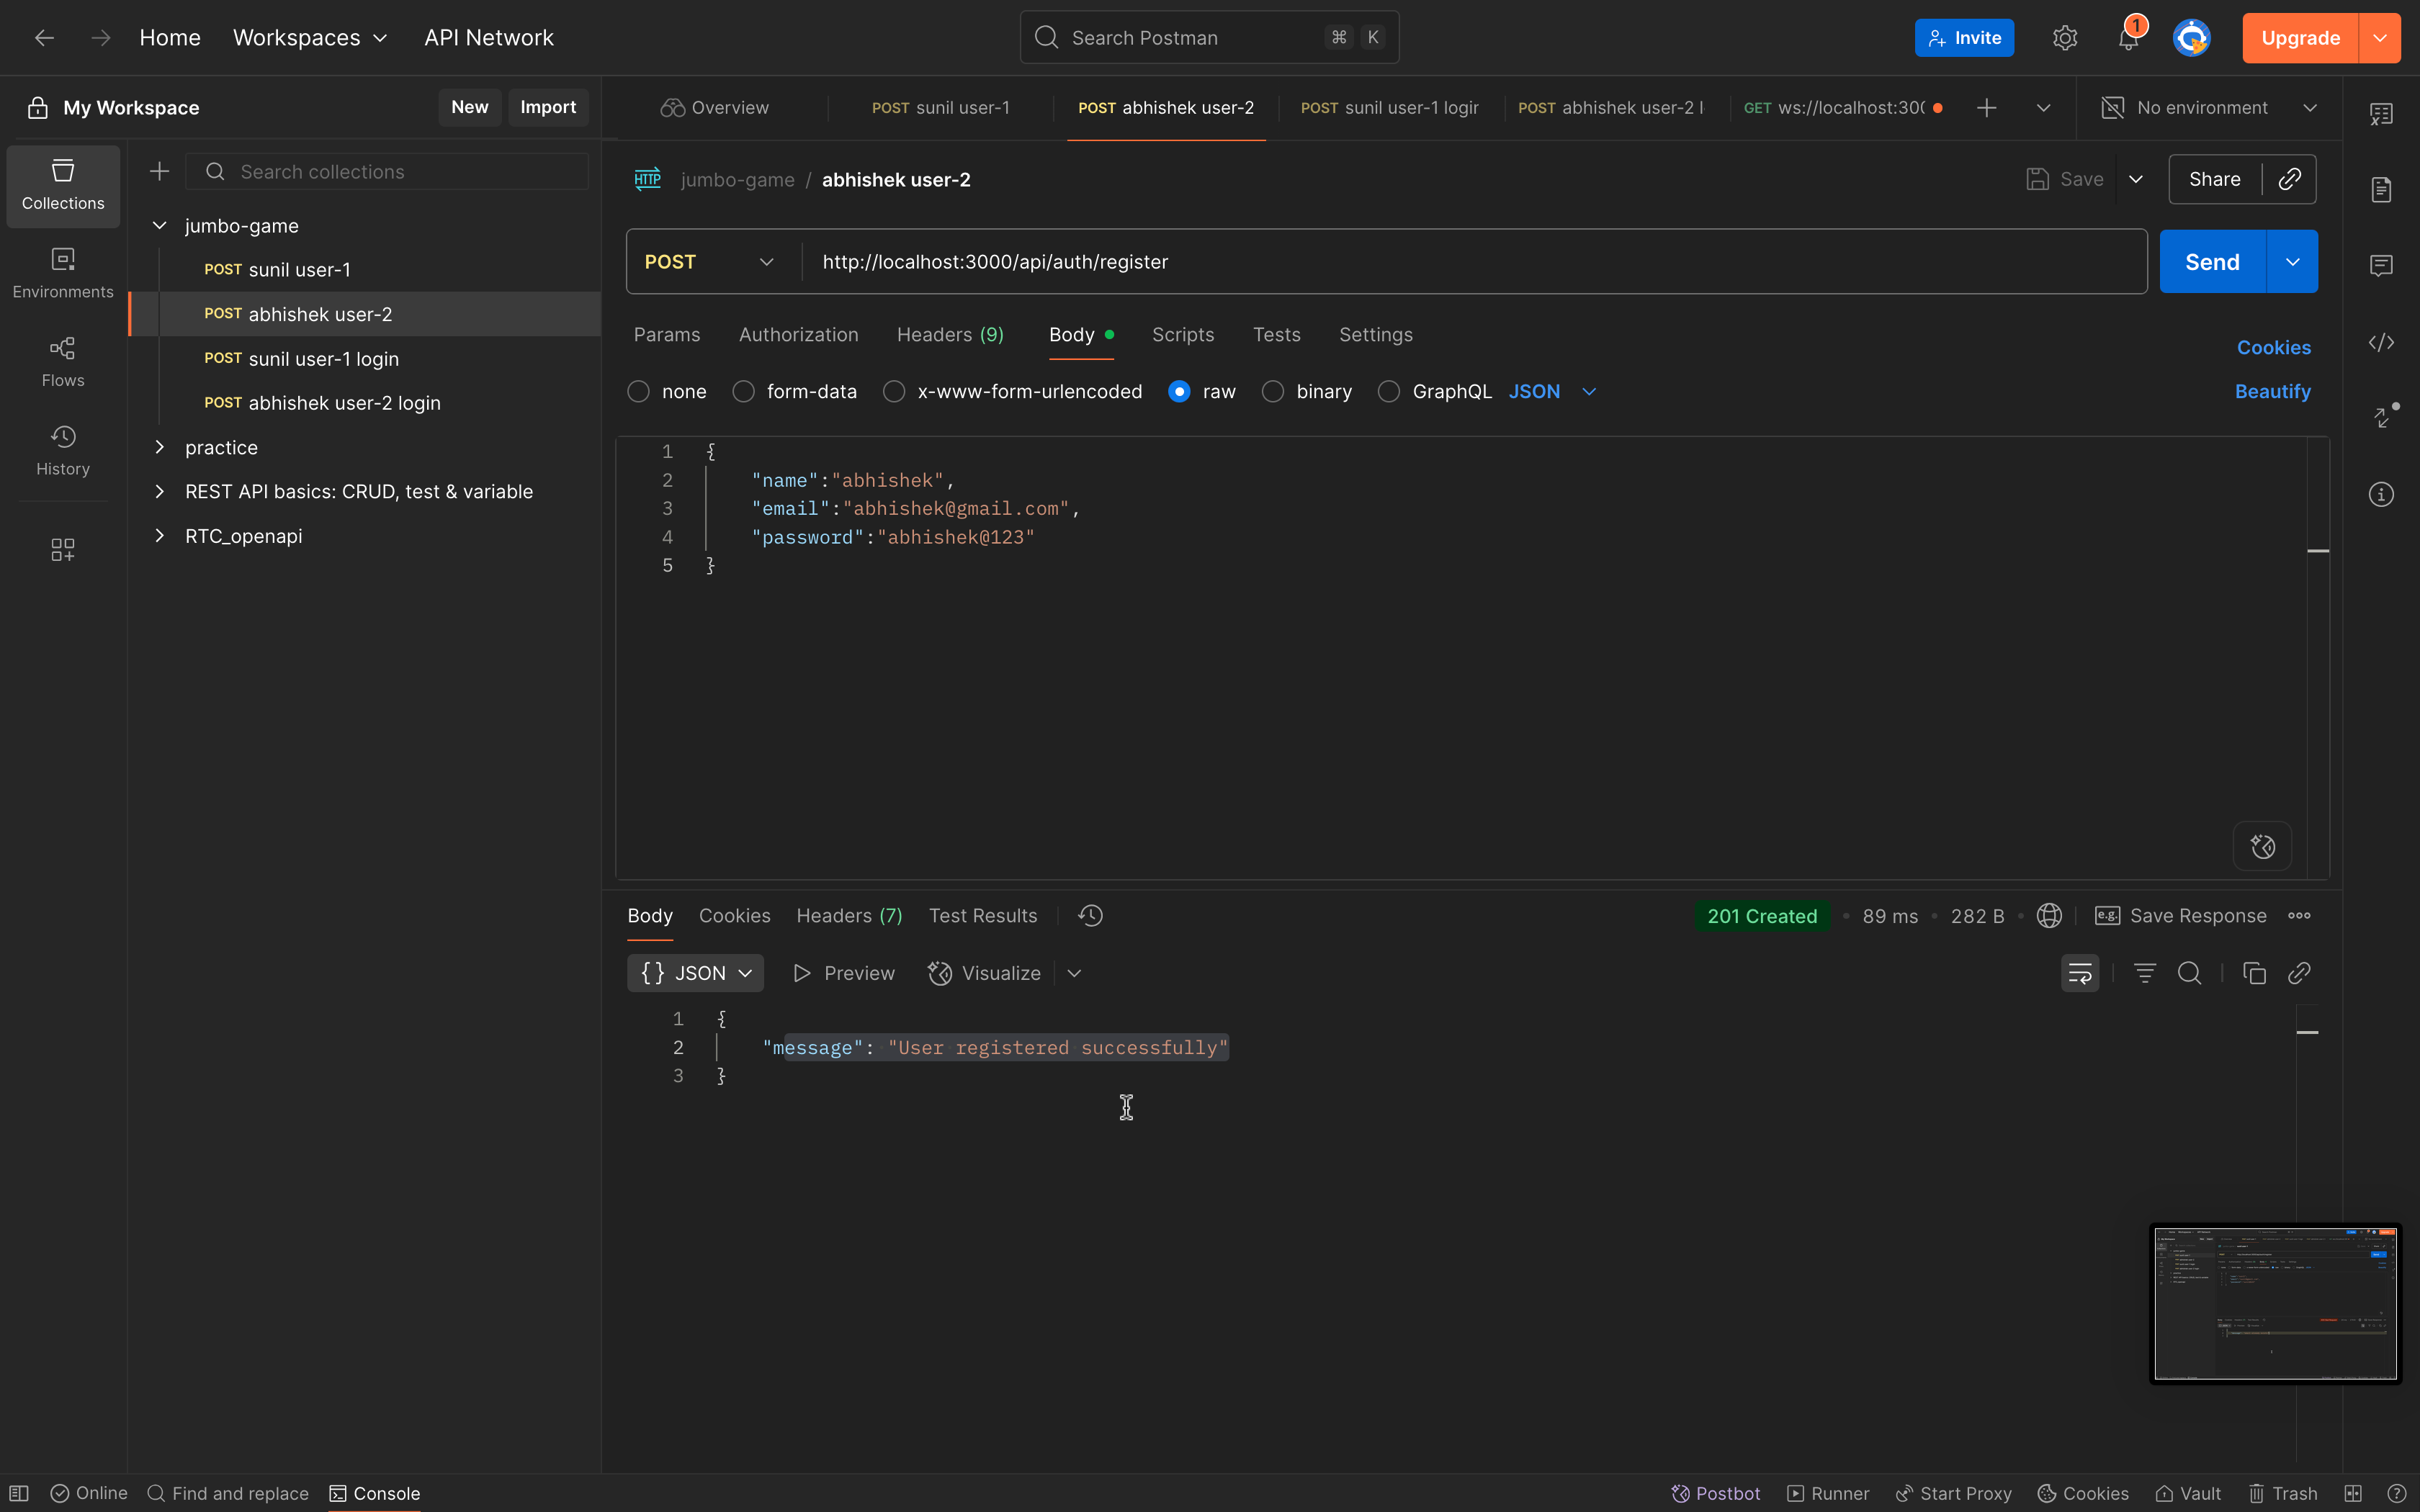 Home Workspaces API Network Search Postman ⌘ K Invite 1 Upgrade
My Workspace New Import Overview POST sunil user-1 POST abhishek user-2 POST sunil user-1 login POST abhishek user-2 l GET ws://localhost:300 No environment
Collections
Search collections
Environments
Flows
History
jumbo-game
POST sunil user-1
POST abhishek user-2
POST sunil user-1 login
POST abhishek user-2 login
practice
REST API basics: CRUD, test & variable
RTC_openapi
HTTP jumbo-game / abhishek user-2 Save Share
POST http://localhost:3000/api/auth/register Send
Params Authorization Headers (9) Body Scripts Tests Settings Cookies
none form-data x-www-form-urlencoded raw binary GraphQL JSON Beautify
1 {
2 "name":"abhishek",
3 "email":"abhishek@gmail.com",
4 "password":"abhishek@123"
5 }
Body Cookies Headers (7) Test Results 201 Created • 89 ms • 282 B • e.g. Save Response
{} JSON Preview Visualize
1 {
2 "message": "User registered successfully"
3 }
Online Find and replace Console Postbot Runner Start Proxy Cookies Vault Trash